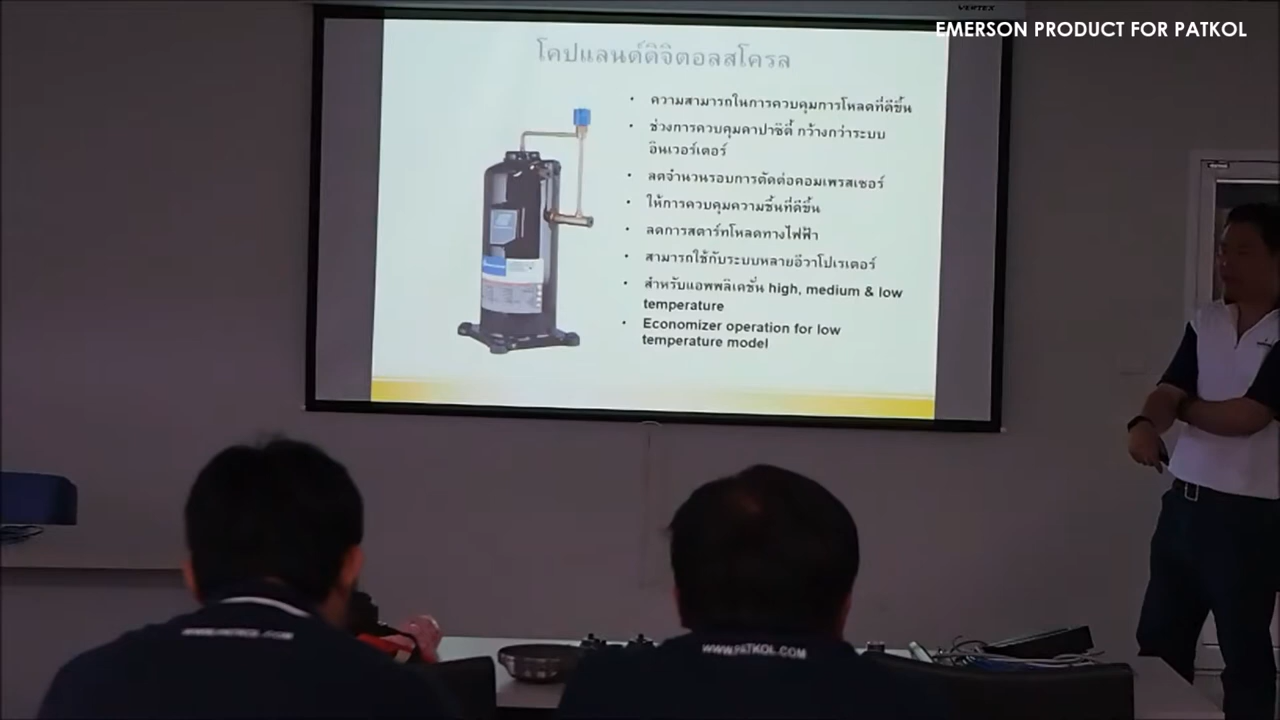 VERTEX
EMERSON PRODUCT FOR PATKOL
โคปแลนด์ดิจิตอลสโครล
• ความสามารถในการควบคุมการโหลดที่ดีขึ้น
• ช่วงการควบคุมคาปาซิตี้ กว้างกว่าระบบ
อินเวอร์เตอร์
• ลดจำนวนรอบการตัดต่อคอมเพรสเซอร์
• ให้การควบคุมความชื้นที่ดีขึ้น
• ลดการสตาร์ทโหลดทางไฟฟ้า
• สามารถใช้กับระบบหลายอีวาโปเรเตอร์
• สำหรับแอพพลิเคชั่น high, medium & low
temperature
• Economizer operation for low
temperature model
WWW.PATKOL.COM
WWW.PATKOL.COM